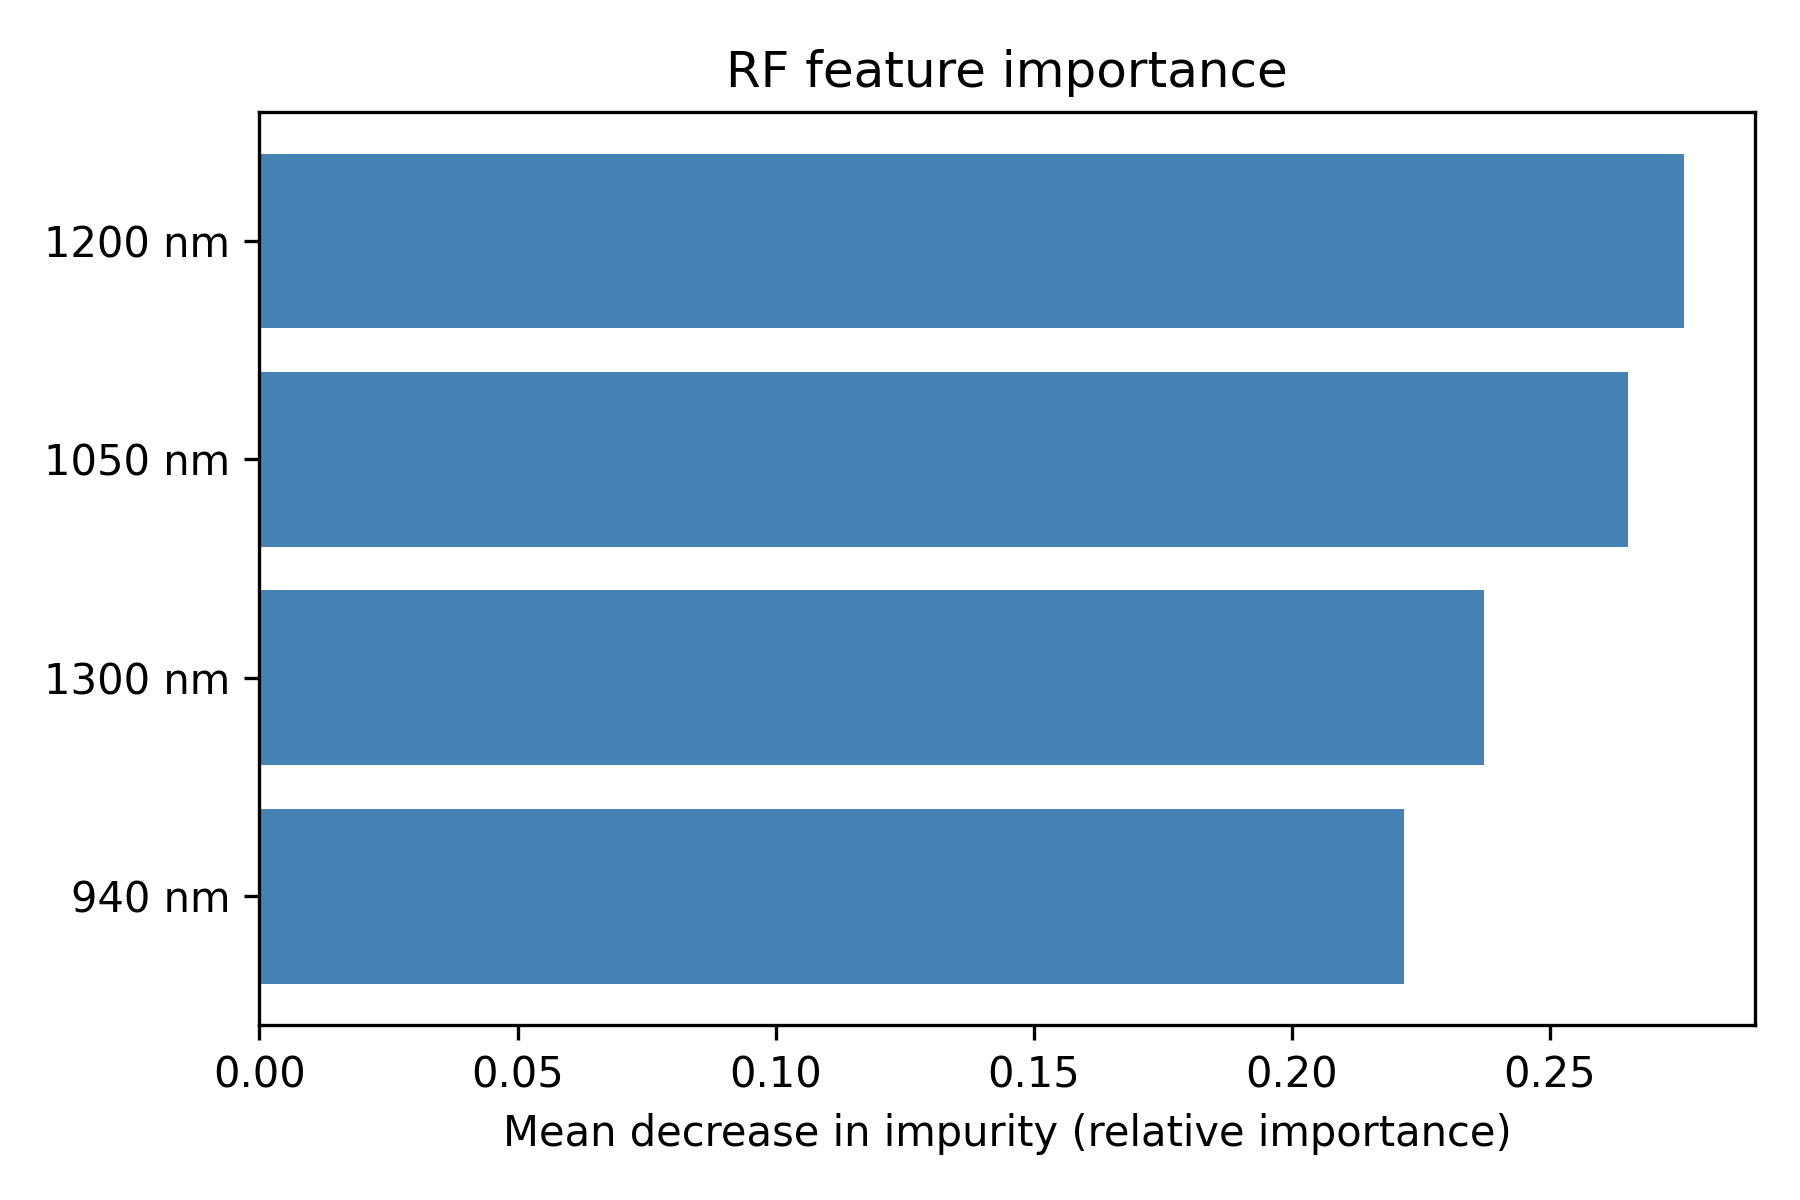 RF feature importance
1200 nm
1050 nm
1300 nm
940 nm
0.00 0.05 0.10 0.15 0.20 0.25
Mean decrease in impurity (relative importance)